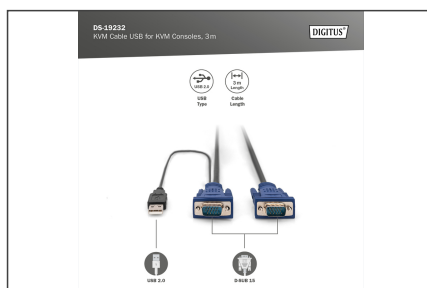 DS-19232
KVM Cable USB for KVM Consoles, 3 m
DIGITUS®
USB 2.0
USB
Type
3 m
Length
Cable
Length
USB 2.0
D-SUB 15